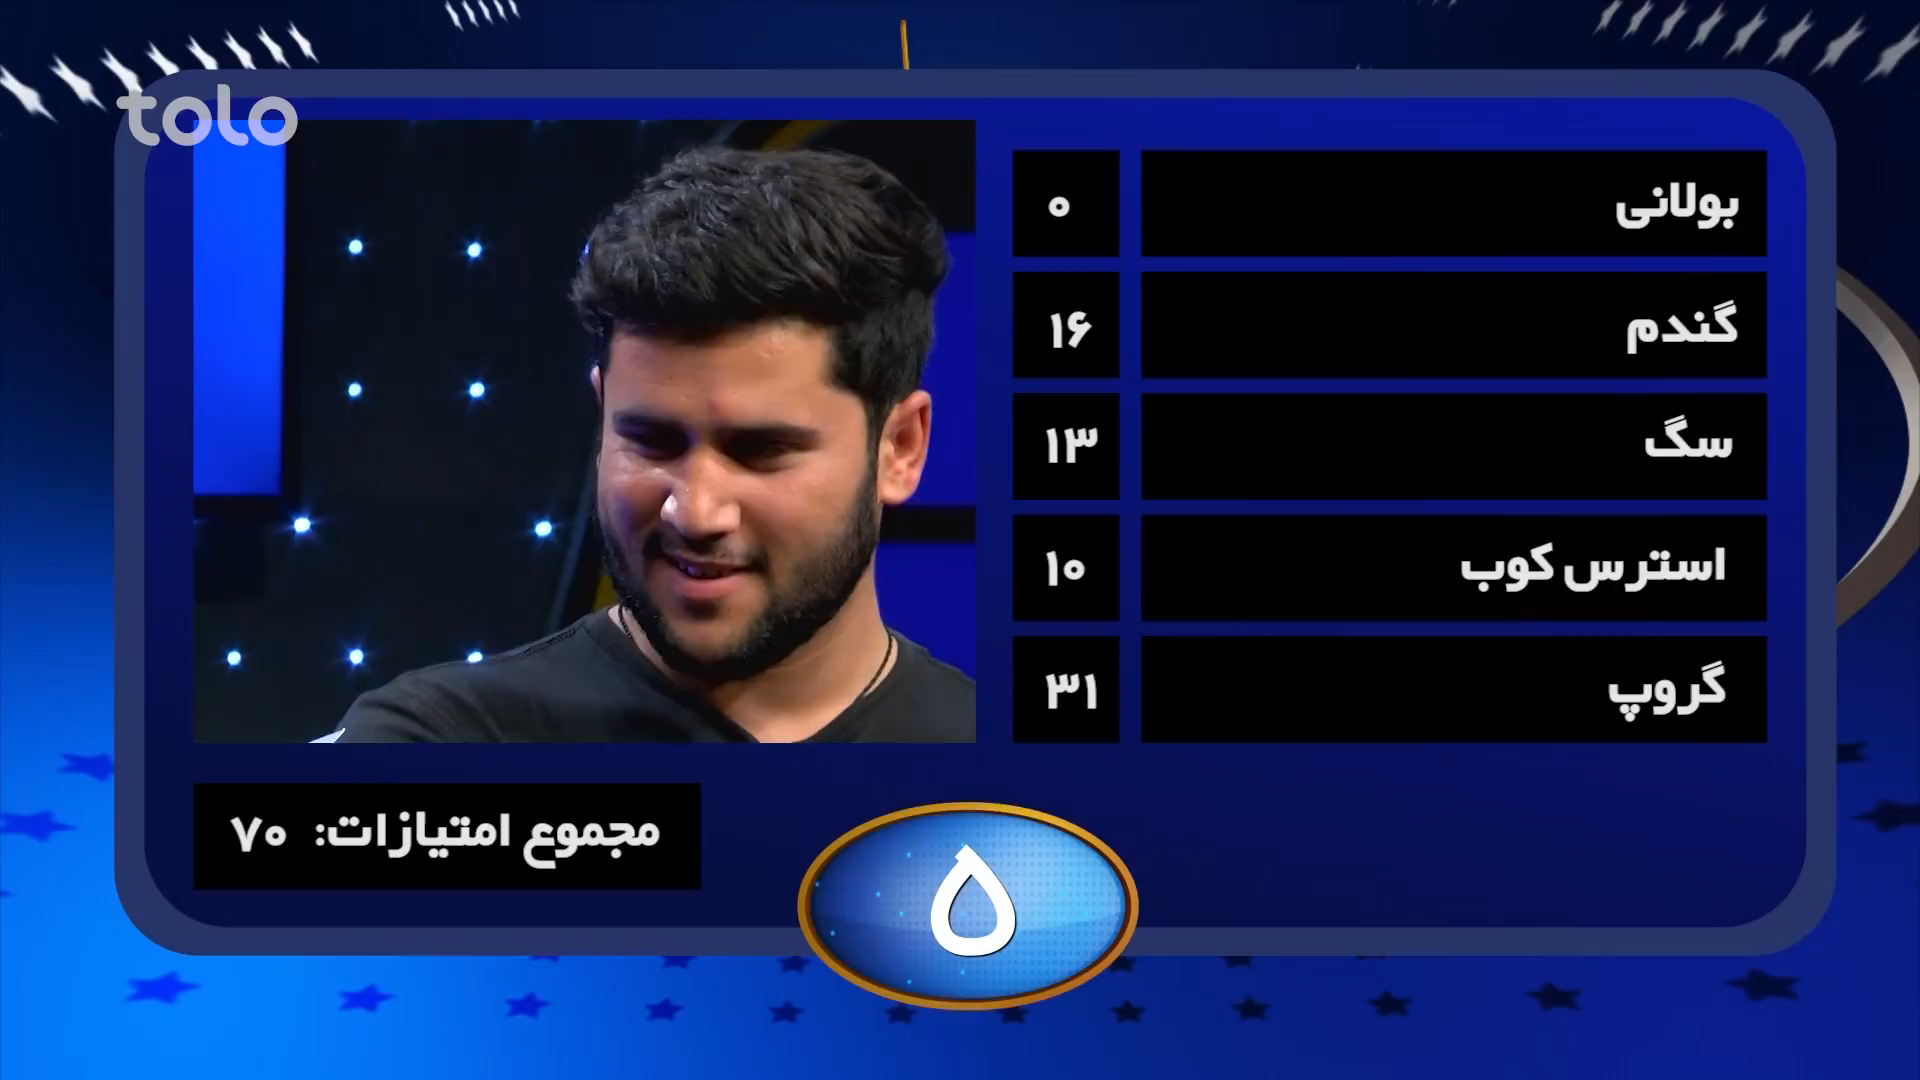 tolo
بولانی ۰
گندم ۱۶
سگ ۱۳
استرس کوب ۱۰
گروپ ۳۱
مجموع امتیازات: ۷۰
۵